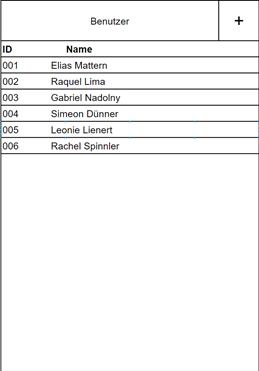 Benutzer +
ID Name
001 Elias Mattern
002 Raquel Lima
003 Gabriel Nadolny
004 Simeon Dünner
005 Leonie Lienert
006 Rachel Spinnler